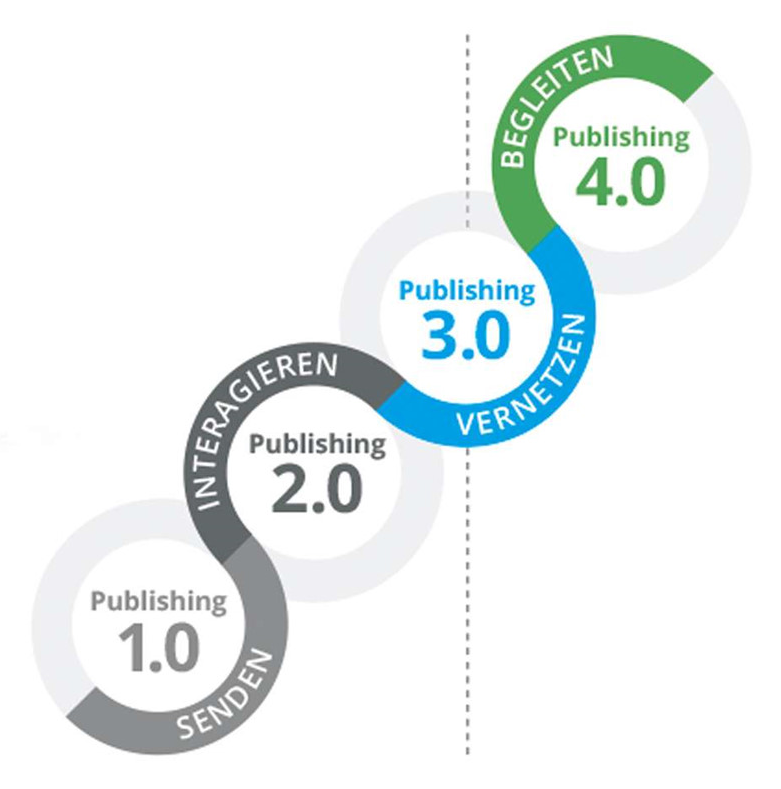 BEGLEITEN
Publishing
4.0
Publishing
3.0
VERNETZEN
INTERAGIEREN
Publishing
2.0
Publishing
1.0
SENDEN